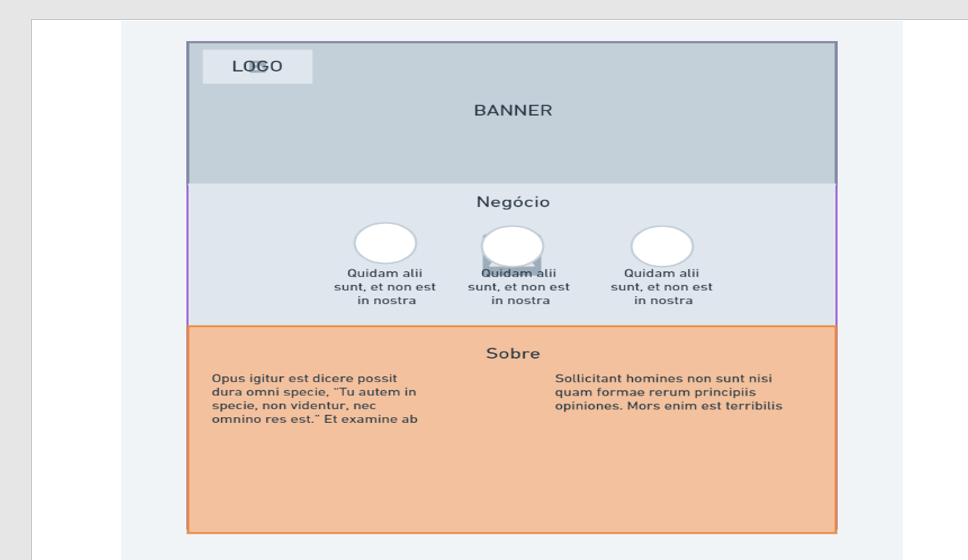 LOGO
BANNER
Negócio
Quidam alii
sunt, et non est
in nostra
Quidam alii
sunt, et non est
in nostra
Quidam alii
sunt, et non est
in nostra
Sobre
Opus igitur est dicere possit
dura omni specie, "Tu autem in
specie, non videntur, nec
omnino res est." Et examine ab
Sollicitant homines non sunt nisi
quam formae rerum principiis
opiniones. Mors enim est terribilis